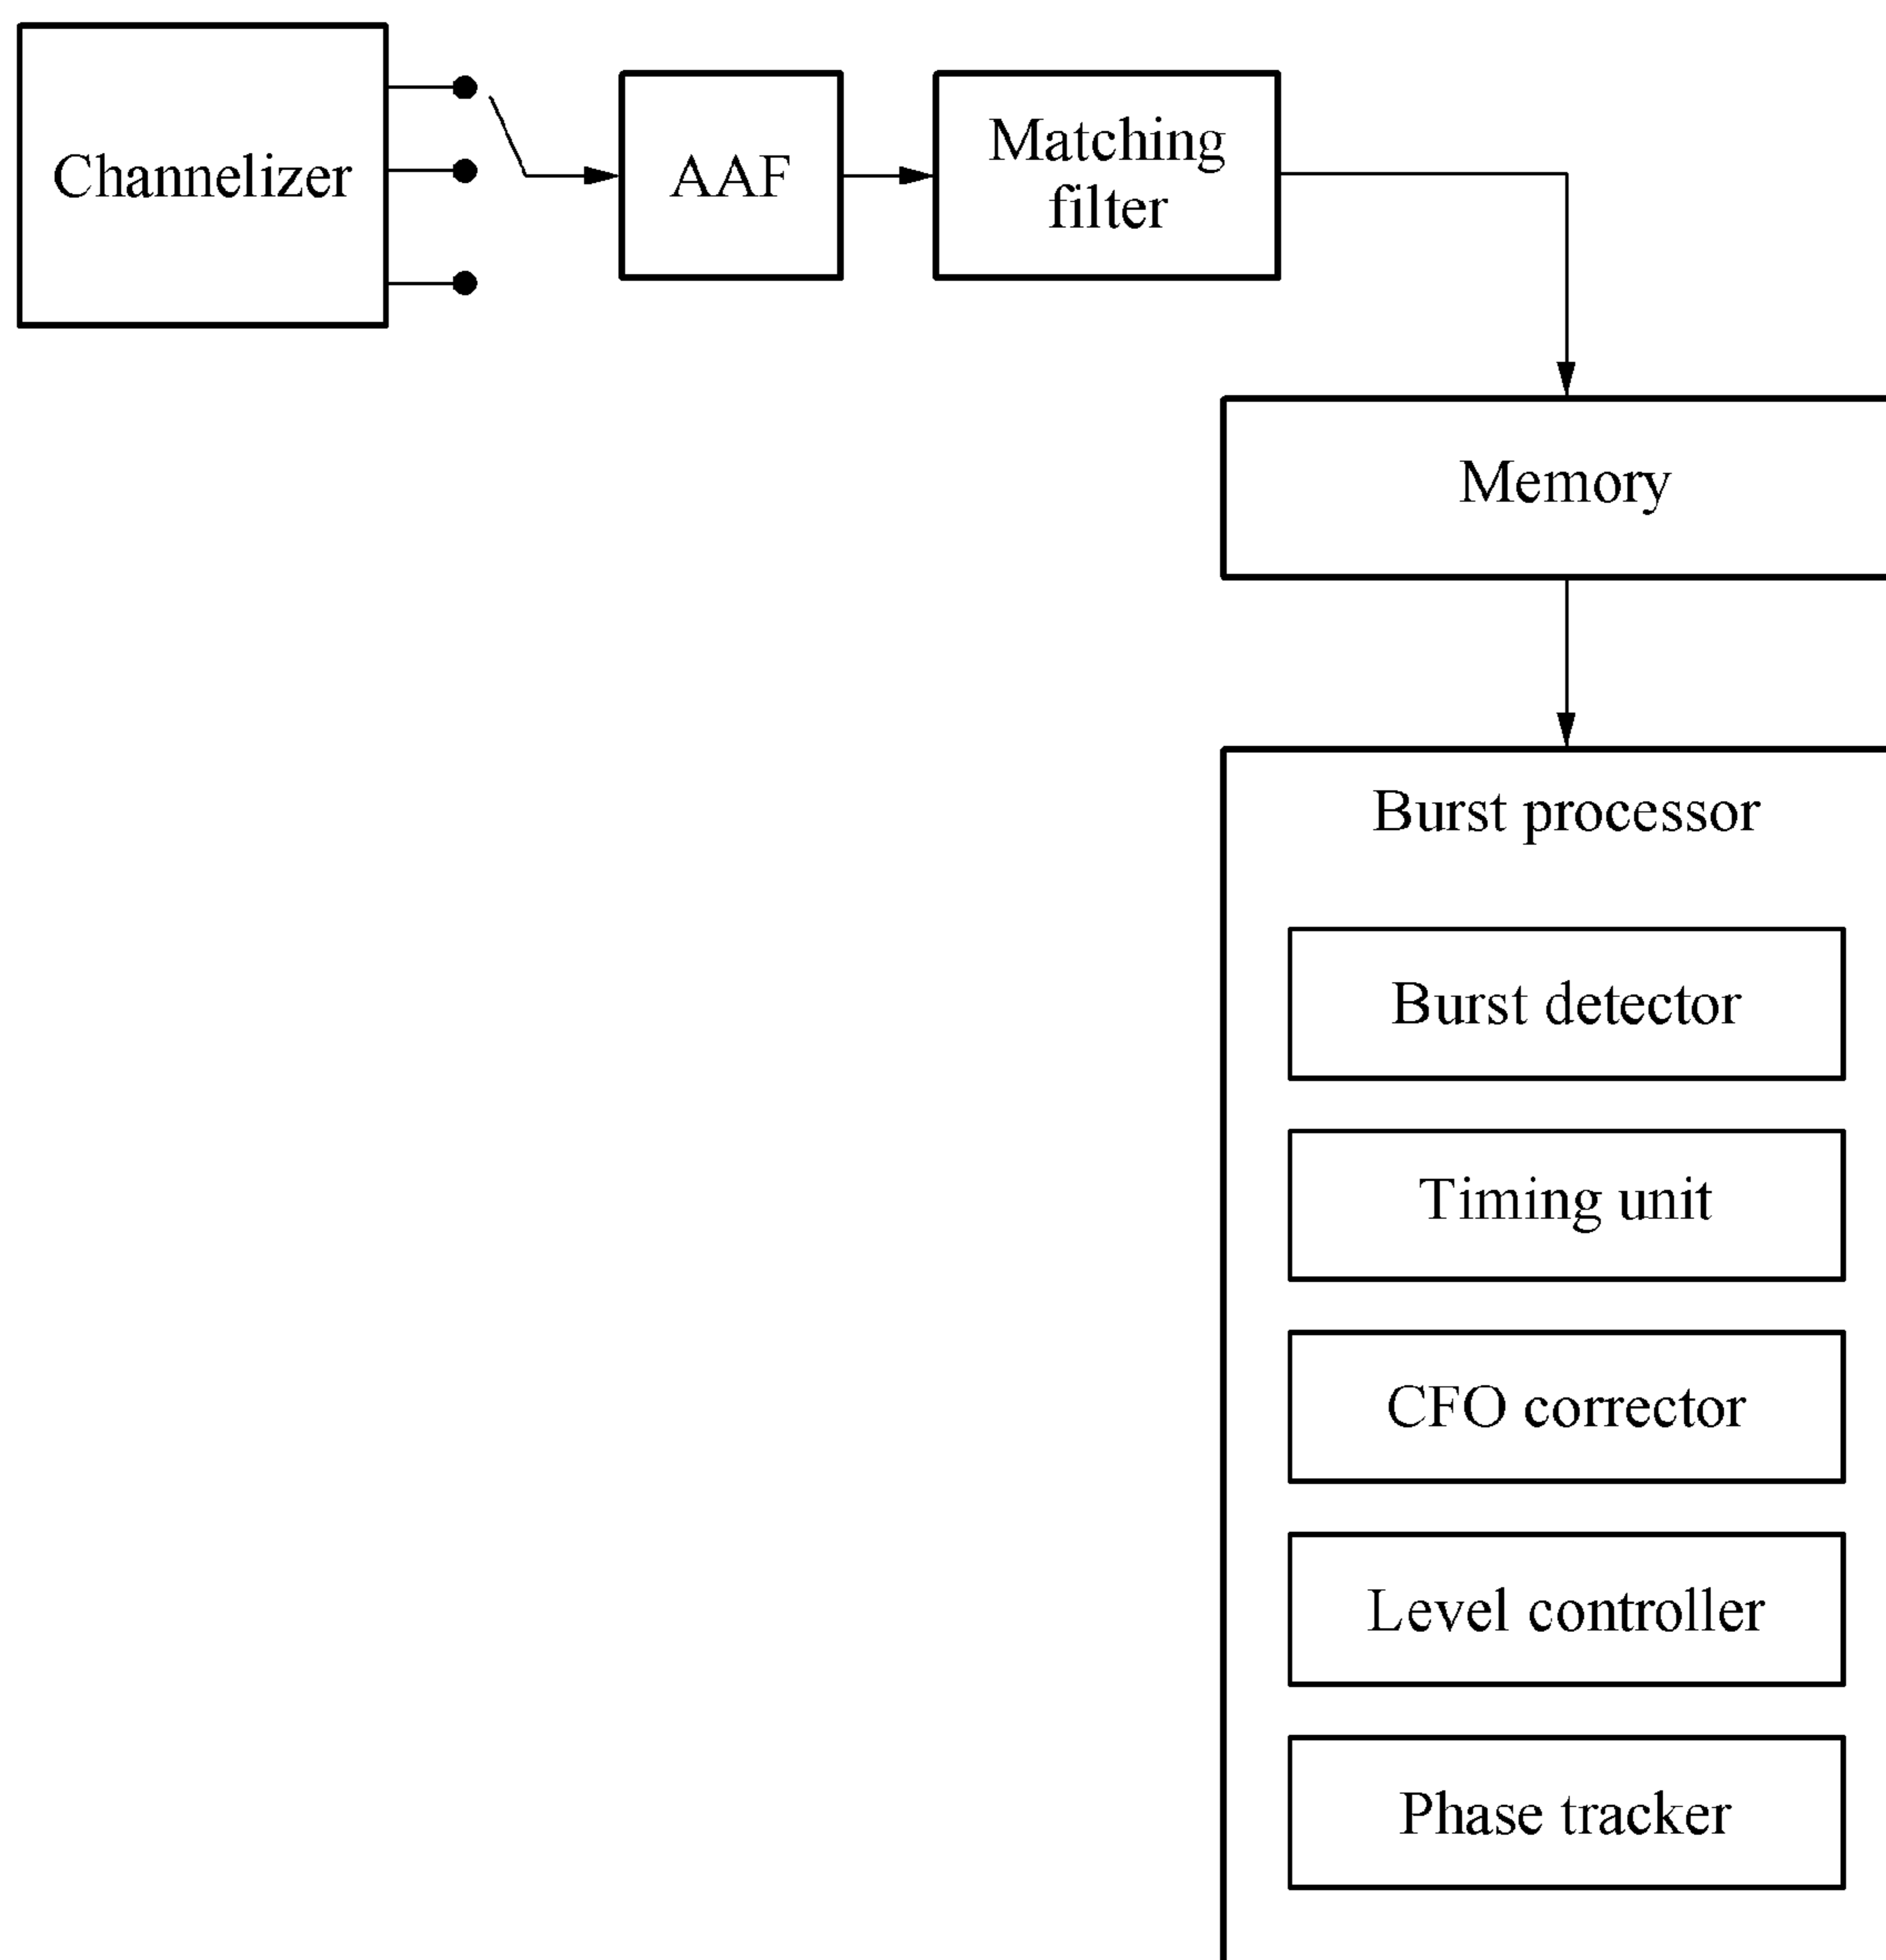 Channelizer
AAF
Matching
filter
Memory
Burst processor
Burst detector
Timing unit
CFO corrector
Level controller
Phase tracker